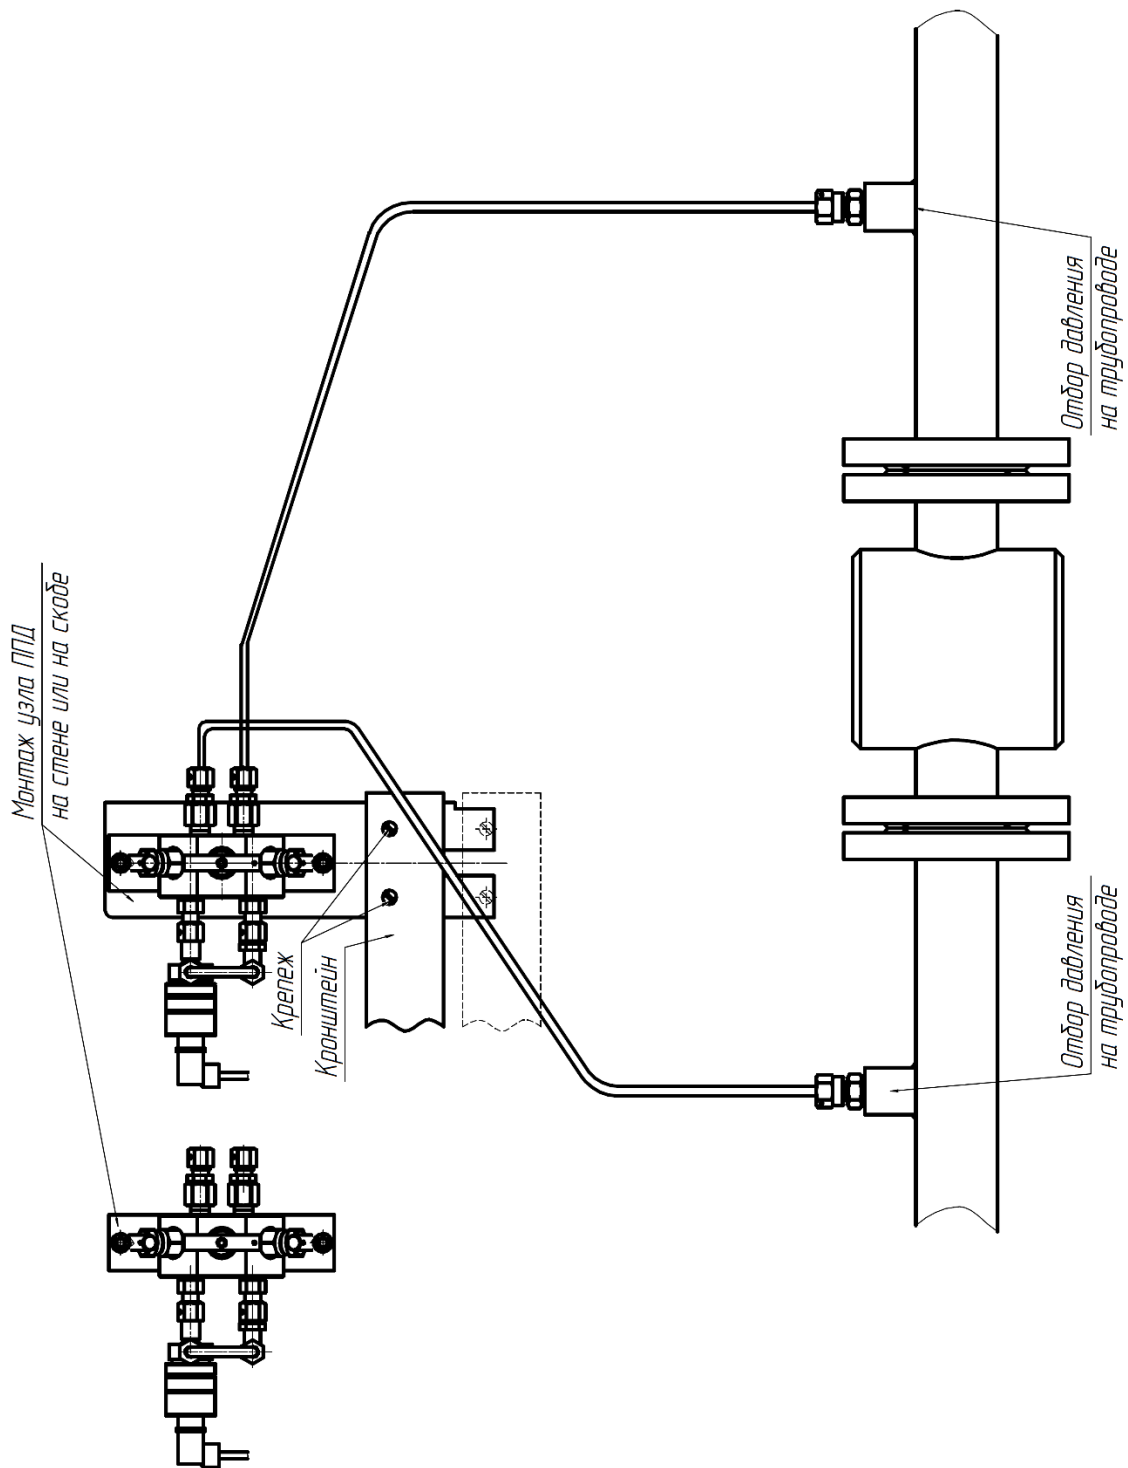 Монтаж узла ППД
на стене или на скобе
Крепеж
Кронштейн
Отбор давления
на трубопроводе
Отбор давления
на трубопроводе